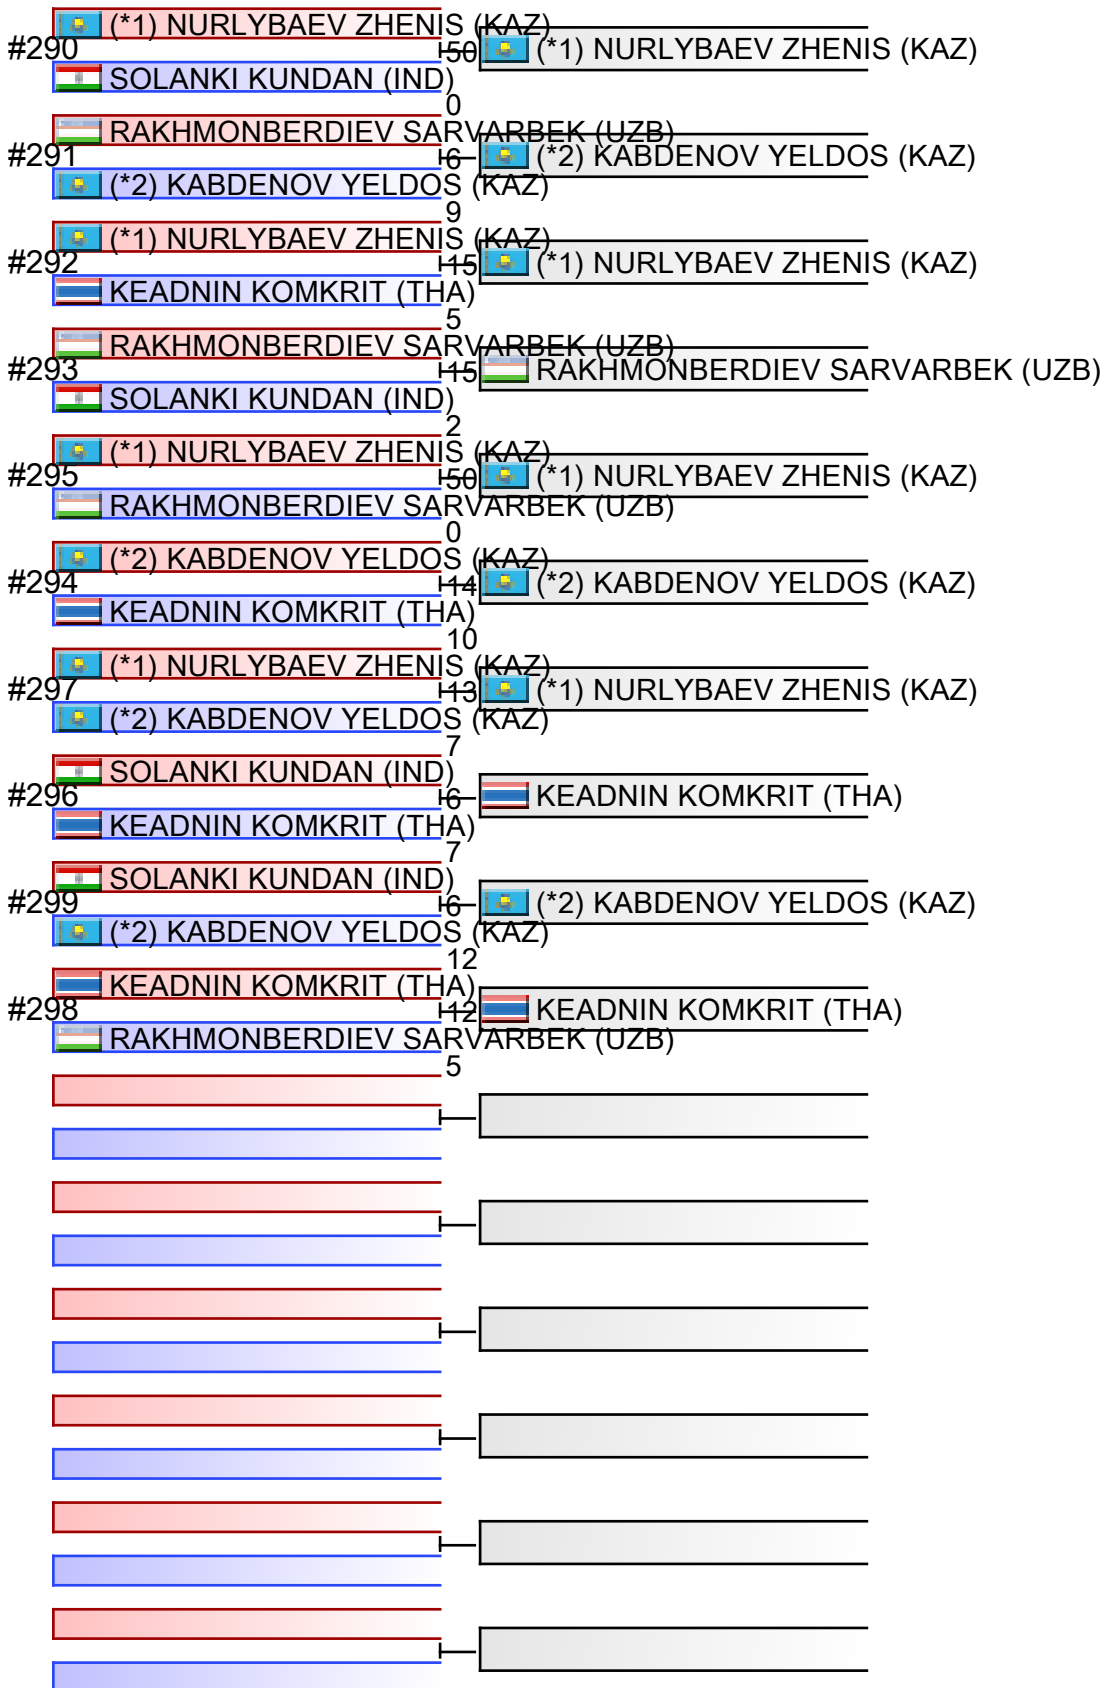 (*1) NURLYBAEV ZHENIS (KAZ)
#290 50 (*1) NURLYBAEV ZHENIS (KAZ)
SOLANKI KUNDAN (IND)
0
RAKHMONBERDIEV SARVARBEK (UZB)
#291 6 (*2) KABDENOV YELDOS (KAZ)
(*2) KABDENOV YELDOS (KAZ)
9
(*1) NURLYBAEV ZHENIS (KAZ)
#292 15 (*1) NURLYBAEV ZHENIS (KAZ)
KEADNIN KOMKRIT (THA)
5
RAKHMONBERDIEV SARVARBEK (UZB)
#293 15 RAKHMONBERDIEV SARVARBEK (UZB)
SOLANKI KUNDAN (IND)
2
(*1) NURLYBAEV ZHENIS (KAZ)
#295 50 (*1) NURLYBAEV ZHENIS (KAZ)
RAKHMONBERDIEV SARVARBEK (UZB)
0
(*2) KABDENOV YELDOS (KAZ)
#294 14 (*2) KABDENOV YELDOS (KAZ)
KEADNIN KOMKRIT (THA)
10
(*1) NURLYBAEV ZHENIS (KAZ)
#297 13 (*1) NURLYBAEV ZHENIS (KAZ)
(*2) KABDENOV YELDOS (KAZ)
7
SOLANKI KUNDAN (IND)
#296 6 KEADNIN KOMKRIT (THA)
KEADNIN KOMKRIT (THA)
7
SOLANKI KUNDAN (IND)
#299 6 (*2) KABDENOV YELDOS (KAZ)
(*2) KABDENOV YELDOS (KAZ)
12
KEADNIN KOMKRIT (THA)
#298 12 KEADNIN KOMKRIT (THA)
RAKHMONBERDIEV SARVARBEK (UZB)
5